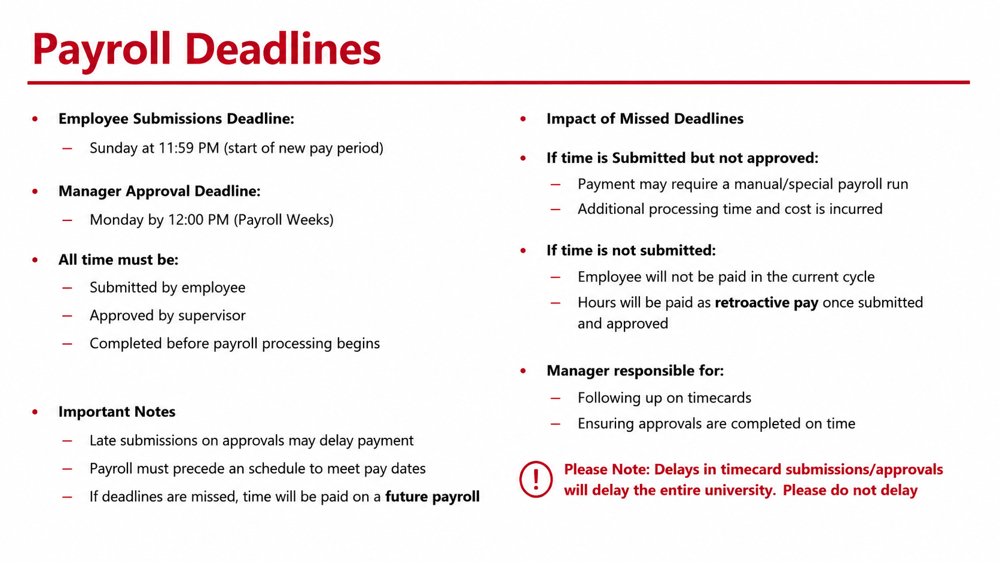 Payroll Deadlines
• Employee Submissions Deadline:
– Sunday at 11:59 PM (start of new pay period)
• Manager Approval Deadline:
– Monday by 12:00 PM (Payroll Weeks)
• All time must be:
– Submitted by employee
– Approved by supervisor
– Completed before payroll processing begins
• Important Notes
– Late submissions on approvals may delay payment
– Payroll must precede an schedule to meet pay dates
– If deadlines are missed, time will be paid on a future payroll
• Impact of Missed Deadlines
• If time is Submitted but not approved:
– Payment may require a manual/special payroll run
– Additional processing time and cost is incurred
• If time is not submitted:
– Employee will not be paid in the current cycle
– Hours will be paid as retroactive pay once submitted
and approved
• Manager responsible for:
– Following up on timecards
– Ensuring approvals are completed on time
! Please Note: Delays in timecard submissions/approvals
will delay the entire university. Please do not delay